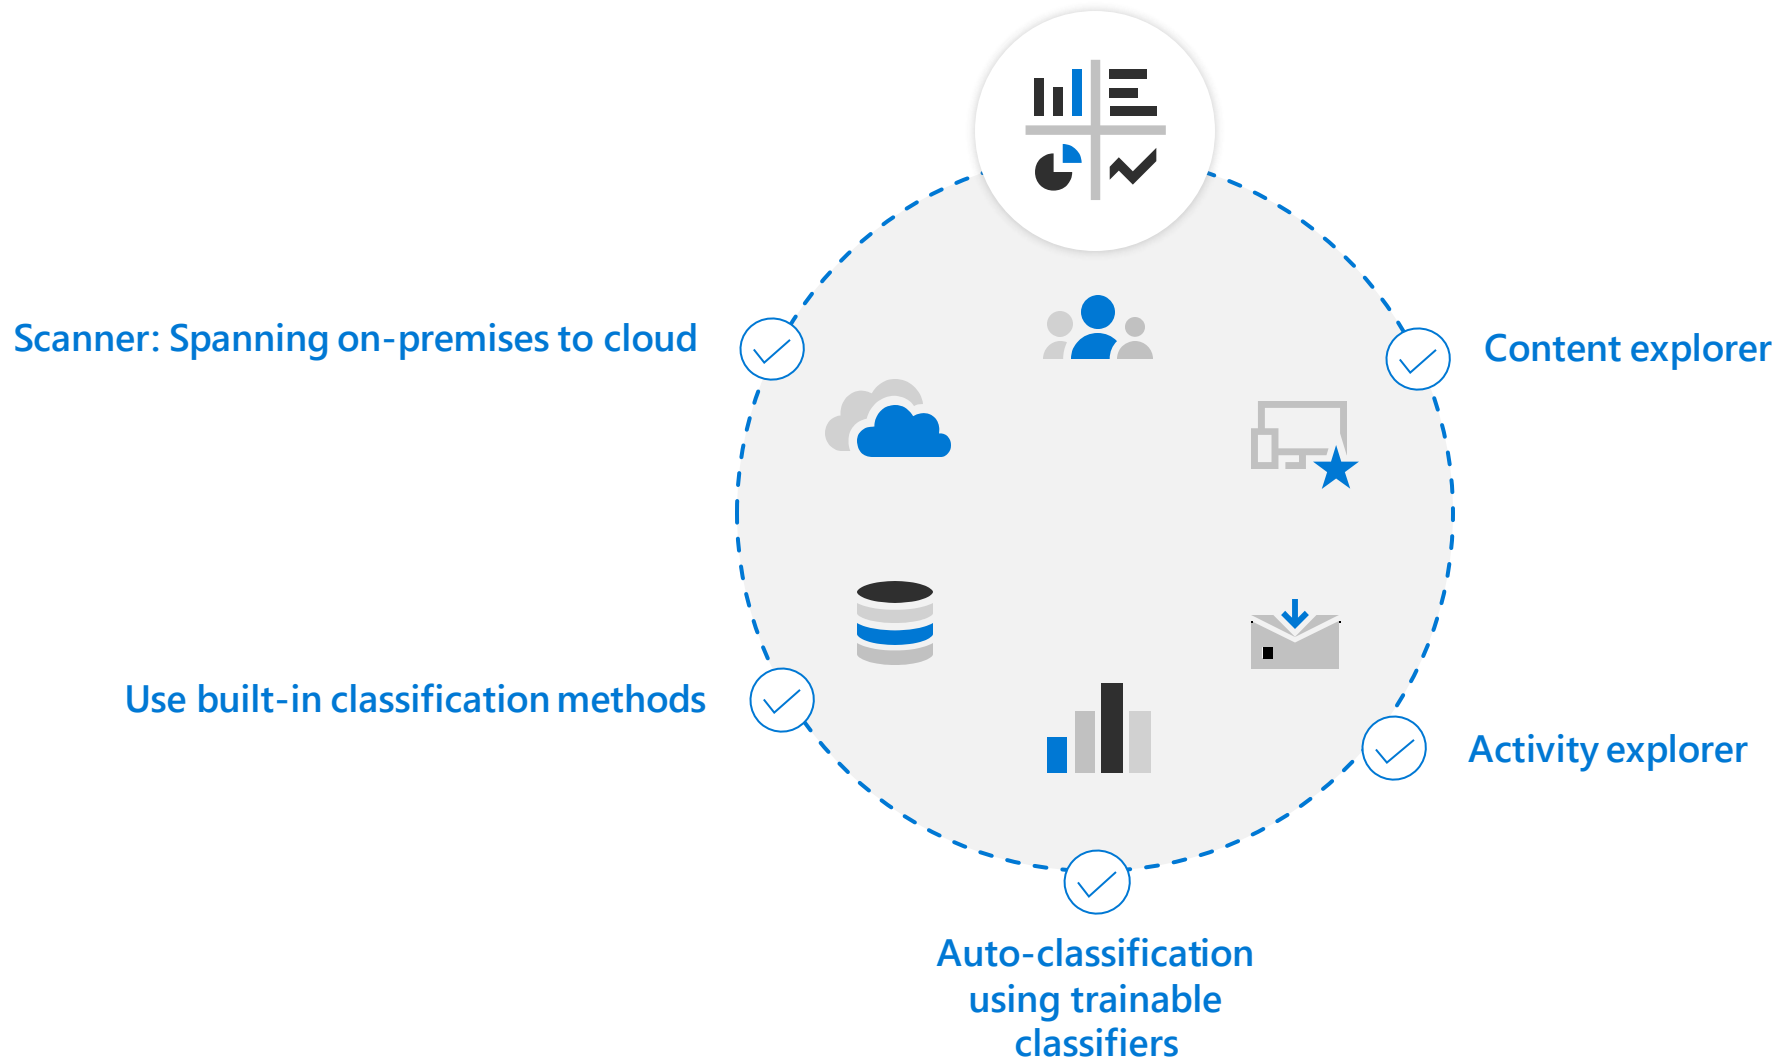 Scanner: Spanning on-premises to cloud
Content explorer
Use built-in classification methods
Activity explorer
Auto-classification
using trainable
classifiers